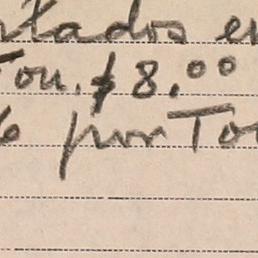 tados en
Ton. $8.00
% por Ton